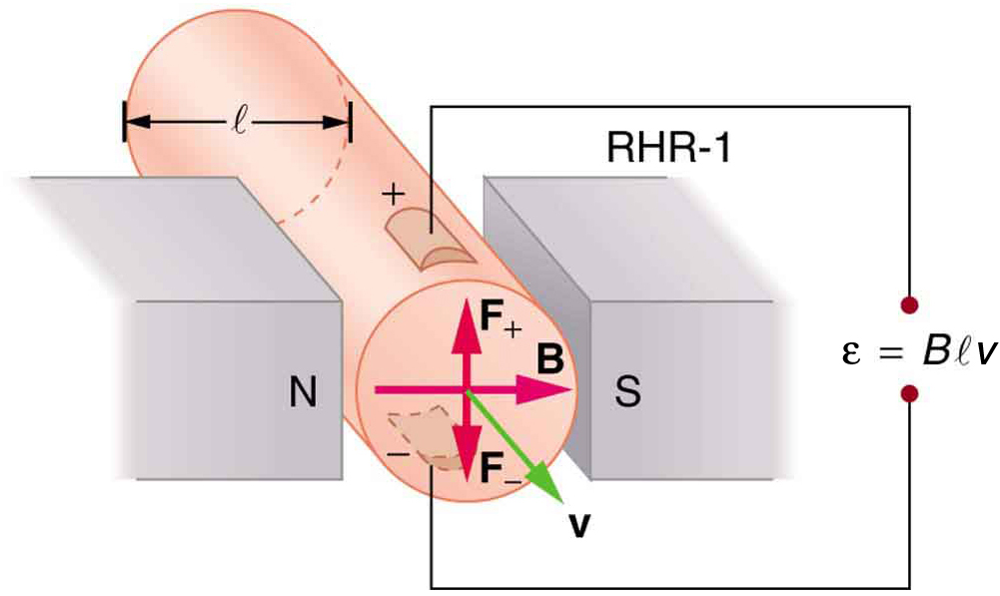 ℓ
RHR-1
+
F₊
B
N
S
ε = Bℓv
−
F₋
v